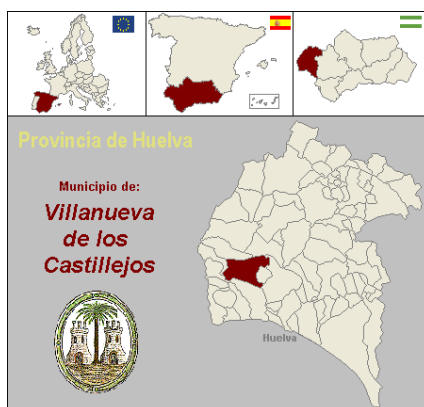 Provincia de Huelva
Municipio de:
Villanueva
de los
Castillejos
Huelva